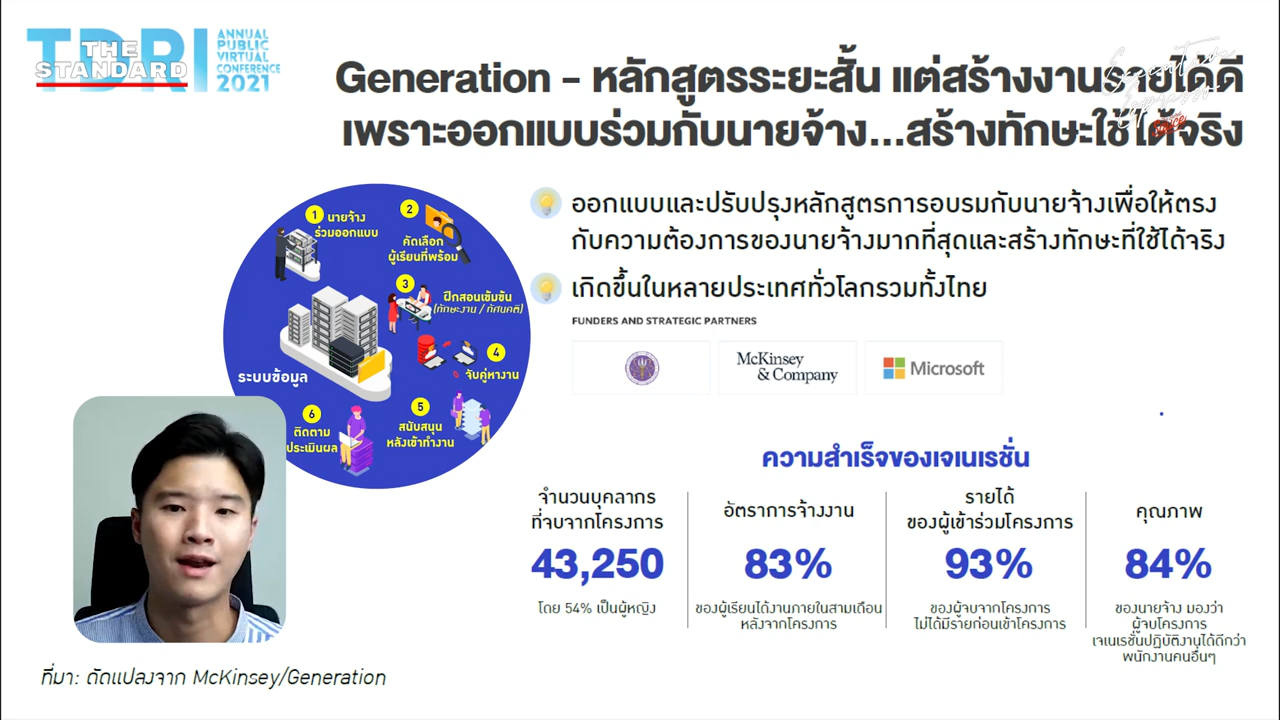 TDRI
ANNUAL
PUBLIC
VIRTUAL
CONFERENCE
2021
THE
STANDARD
Generation – หลักสูตรระยะสั้น แต่สร้างงานรายได้ดี
เพราะออกแบบร่วมกับนายจ้าง...สร้างทักษะใช้ได้จริง
Executive
Espresso
1 นายจ้าง
ร่วมออกแบบ
2
คัดเลือก
ผู้เรียนที่พร้อม
3
ฝึกสอนเข้มข้น
(ทักษะงาน / ทัศนคติ)
4
จับคู่หางาน
5
สนับสนุน
หลังเข้าทำงาน
6
ติดตาม
ประเมินผล
ระบบข้อมูล
ออกแบบและปรับปรุงหลักสูตรการอบรมกับนายจ้างเพื่อให้ตรง
กับความต้องการของนายจ้างมากที่สุดและสร้างทักษะที่ใช้ได้จริง
เกิดขึ้นในหลายประเทศทั่วโลกรวมทั้งไทย
FUNDERS AND STRATEGIC PARTNERS
McKinsey
& Company
Microsoft
ความสำเร็จของเจเนเรชั่น
จำนวนบุคลากร
ที่จบจากโครงการ
43,250
โดย 54% เป็นผู้หญิง
อัตราการจ้างงาน
83%
ของผู้เรียนได้งานภายในสามเดือน
หลังจากโครงการ
รายได้
ของผู้เข้าร่วมโครงการ
93%
ของผู้จบจากโครงการ
ไม่ได้มีรายก่อนเข้าโครงการ
คุณภาพ
84%
ของนายจ้าง มองว่า
ผู้จบโครงการ
เจเนเรชั่นปฏิบัติงานได้ดีกว่า
พนักงานคนอื่นๆ
ที่มา: ดัดแปลงจาก McKinsey/Generation